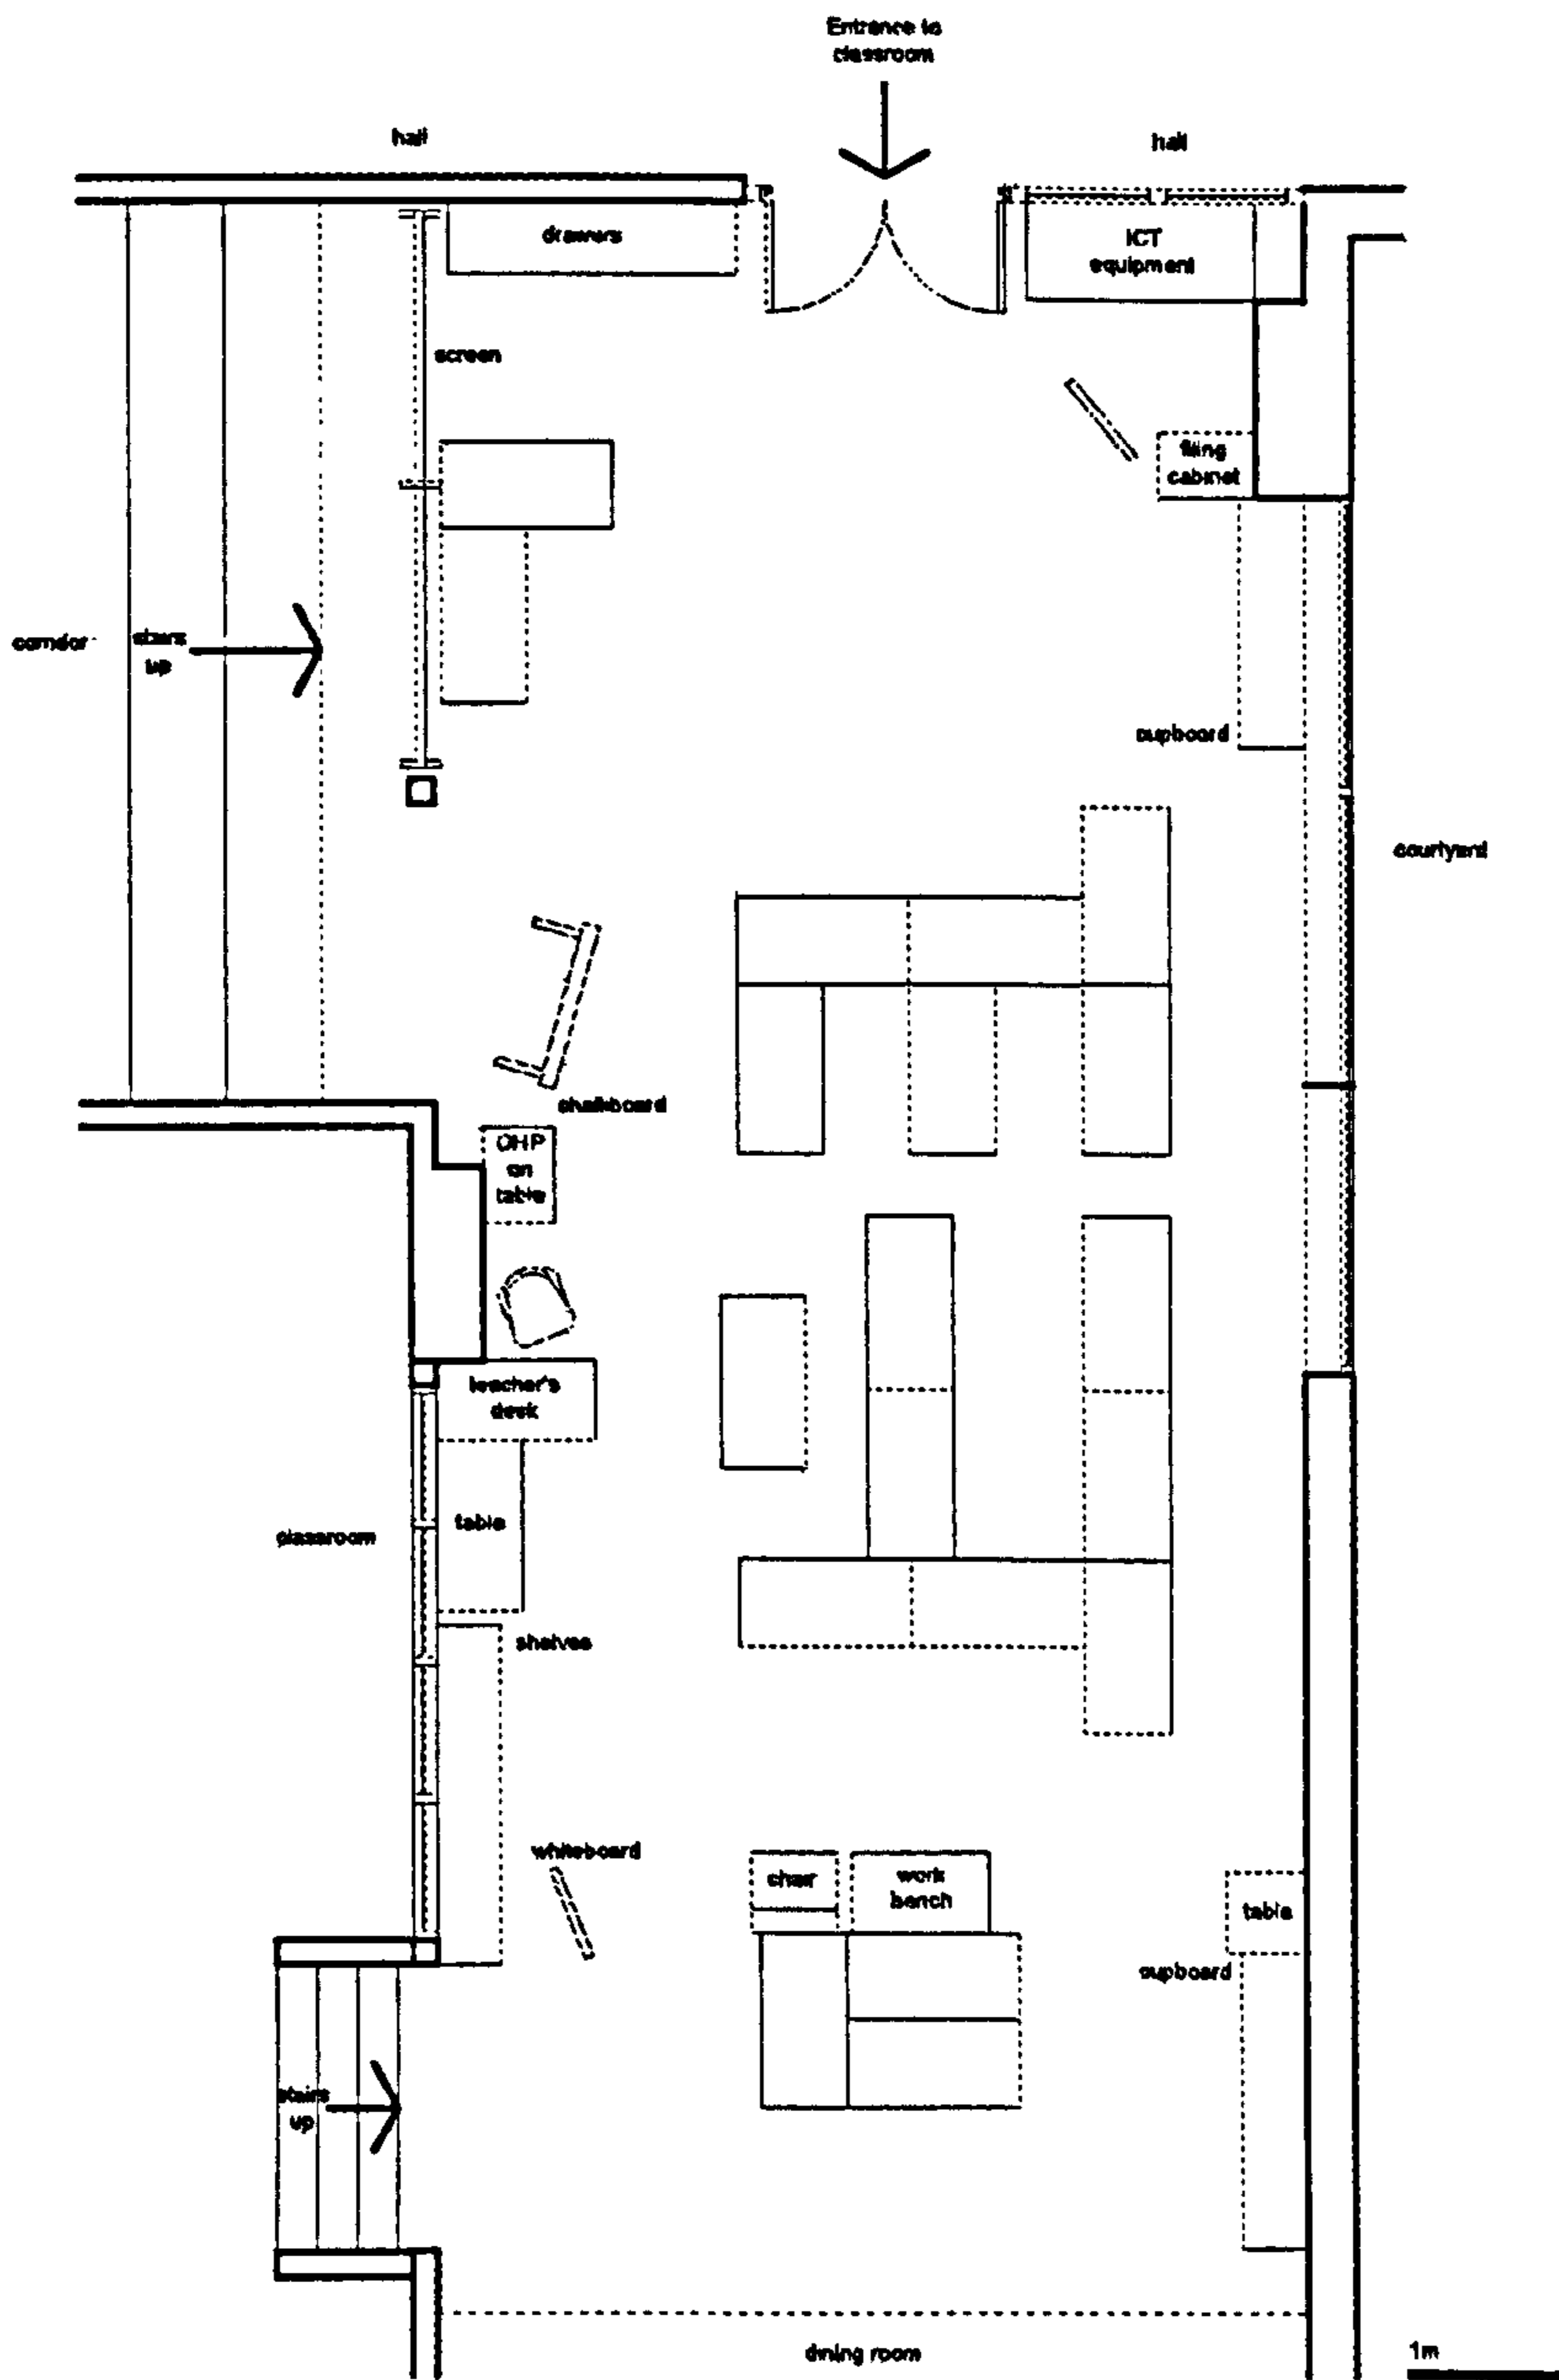 Entrance to
classroom
hall
hall
drawers
ICT
equipment
screen
filing
cabinet
corridor
stairs
up
cupboard
courtyard
chalkboard
OHP
on
table
teacher's
desk
classroom
table
shelves
whiteboard
chair
work
bench
table
cupboard
stairs
up
dining room
1m